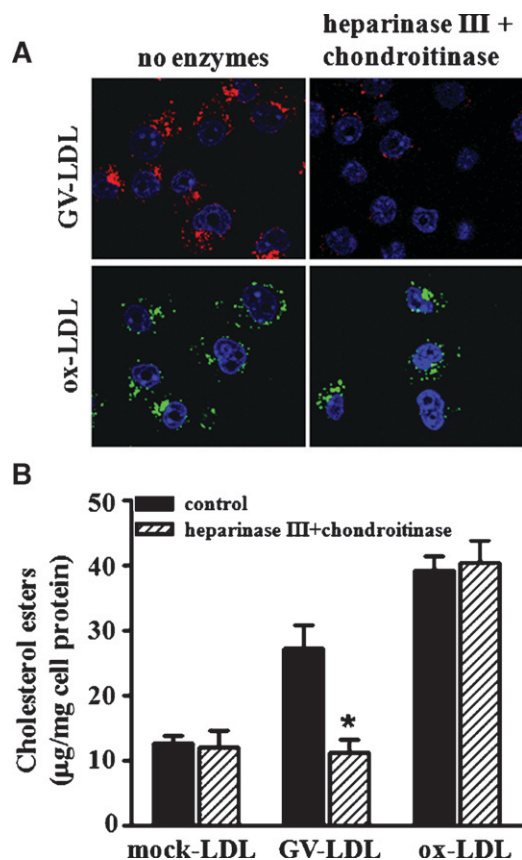 A
no enzymes
heparinase III +
chondroitinase
GV-LDL
ox-LDL
B
Cholesterol esters
(µg/mg cell protein)
50
40
30
20
10
0
control
heparinase III+chondroitinase
*
mock-LDL GV-LDL ox-LDL